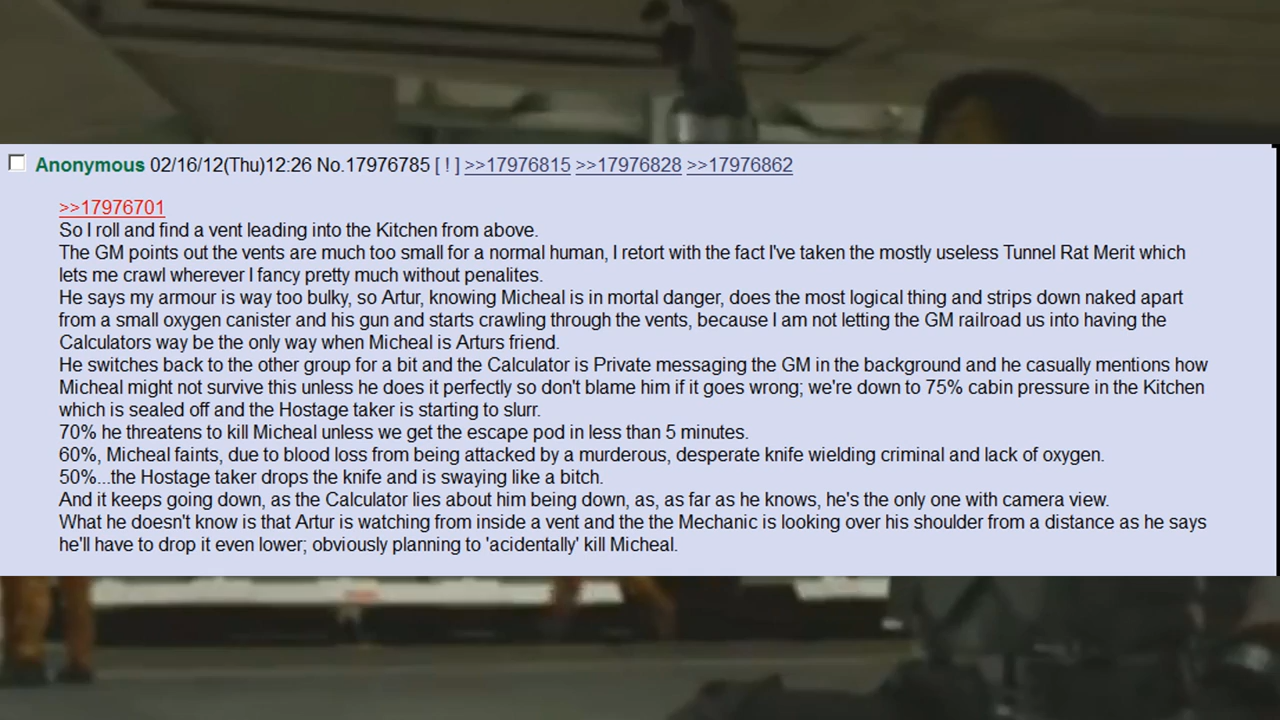 Anonymous 02/16/12(Thu)12:26 No.17976785 [ ! ] >>17976815 >>17976828 >>17976862
>>17976701
So I roll and find a vent leading into the Kitchen from above.
The GM points out the vents are much too small for a normal human, I retort with the fact I've taken the mostly useless Tunnel Rat Merit which
lets me crawl wherever I fancy pretty much without penalites.
He says my armour is way too bulky, so Artur, knowing Micheal is in mortal danger, does the most logical thing and strips down naked apart
from a small oxygen canister and his gun and starts crawling through the vents, because I am not letting the GM railroad us into having the
Calculators way be the only way when Micheal is Arturs friend.
He switches back to the other group for a bit and the Calculator is Private messaging the GM in the background and he casually mentions how
Micheal might not survive this unless he does it perfectly so don't blame him if it goes wrong; we're down to 75% cabin pressure in the Kitchen
which is sealed off and the Hostage taker is starting to slurr.
70% he threatens to kill Micheal unless we get the escape pod in less than 5 minutes.
60%, Micheal faints, due to blood loss from being attacked by a murderous, desperate knife wielding criminal and lack of oxygen.
50%...the Hostage taker drops the knife and is swaying like a bitch.
And it keeps going down, as the Calculator lies about him being down, as, as far as he knows, he's the only one with camera view.
What he doesn't know is that Artur is watching from inside a vent and the the Mechanic is looking over his shoulder from a distance as he says
he'll have to drop it even lower; obviously planning to 'acidentally' kill Micheal.